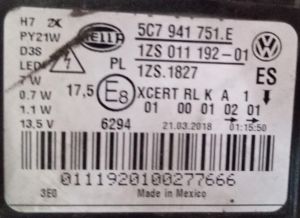 H7 2X HELLA 5C7 941 751.E
PY21W 1ZS 011 192-01
D3S PL 1ZS.1827
LED
7 W ES
0.7 W 17,5 E8 XCERT RL K A 1
1.1 W 01 00 01 02 01
13,5 V 6294 21.03.2018 01:15:50
0111920100277666
3E0 Made in Mexico